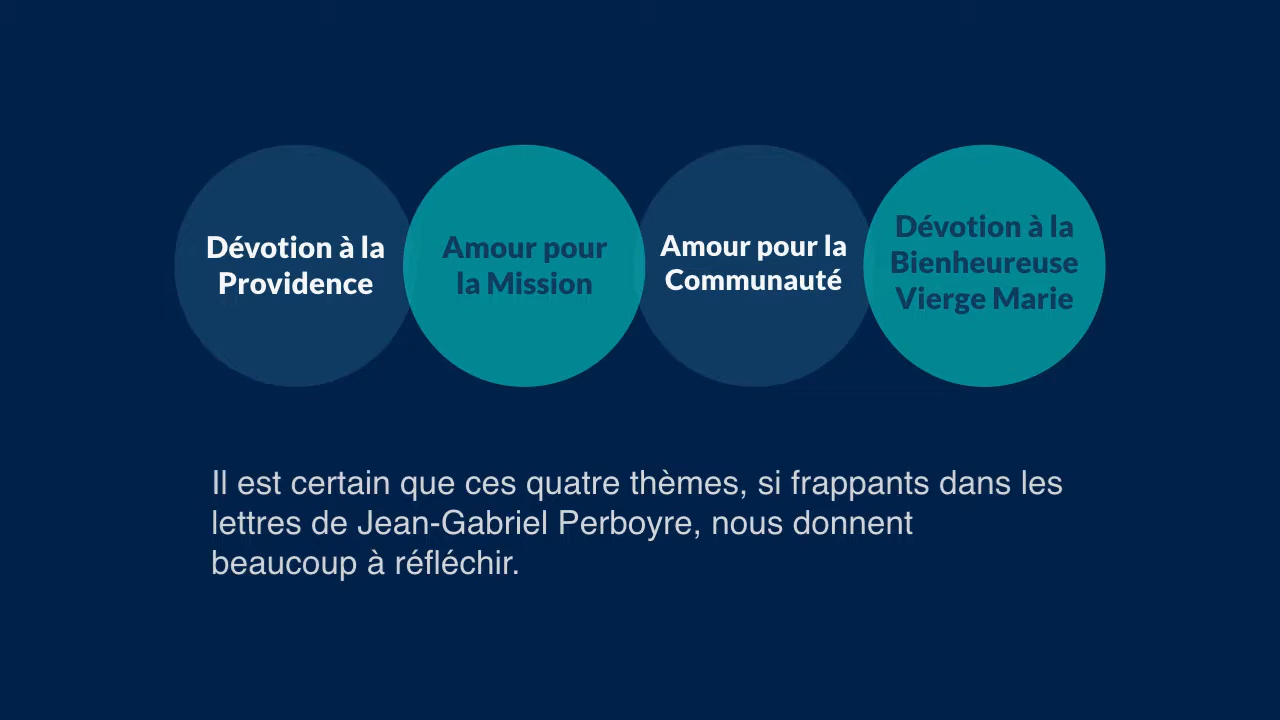 Dévotion à la
Providence
Amour pour
la Mission
Amour pour la
Communauté
Dévotion à la
Bienheureuse
Vierge Marie
Il est certain que ces quatre thèmes, si frappants dans les
lettres de Jean-Gabriel Perboyre, nous donnent
beaucoup à réfléchir.